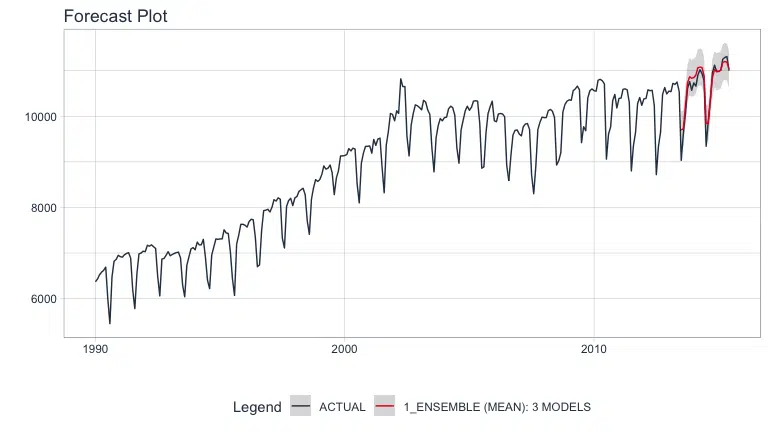 Forecast Plot
10000
8000
6000
1990 2000 2010
Legend ACTUAL 1_ENSEMBLE (MEAN): 3 MODELS